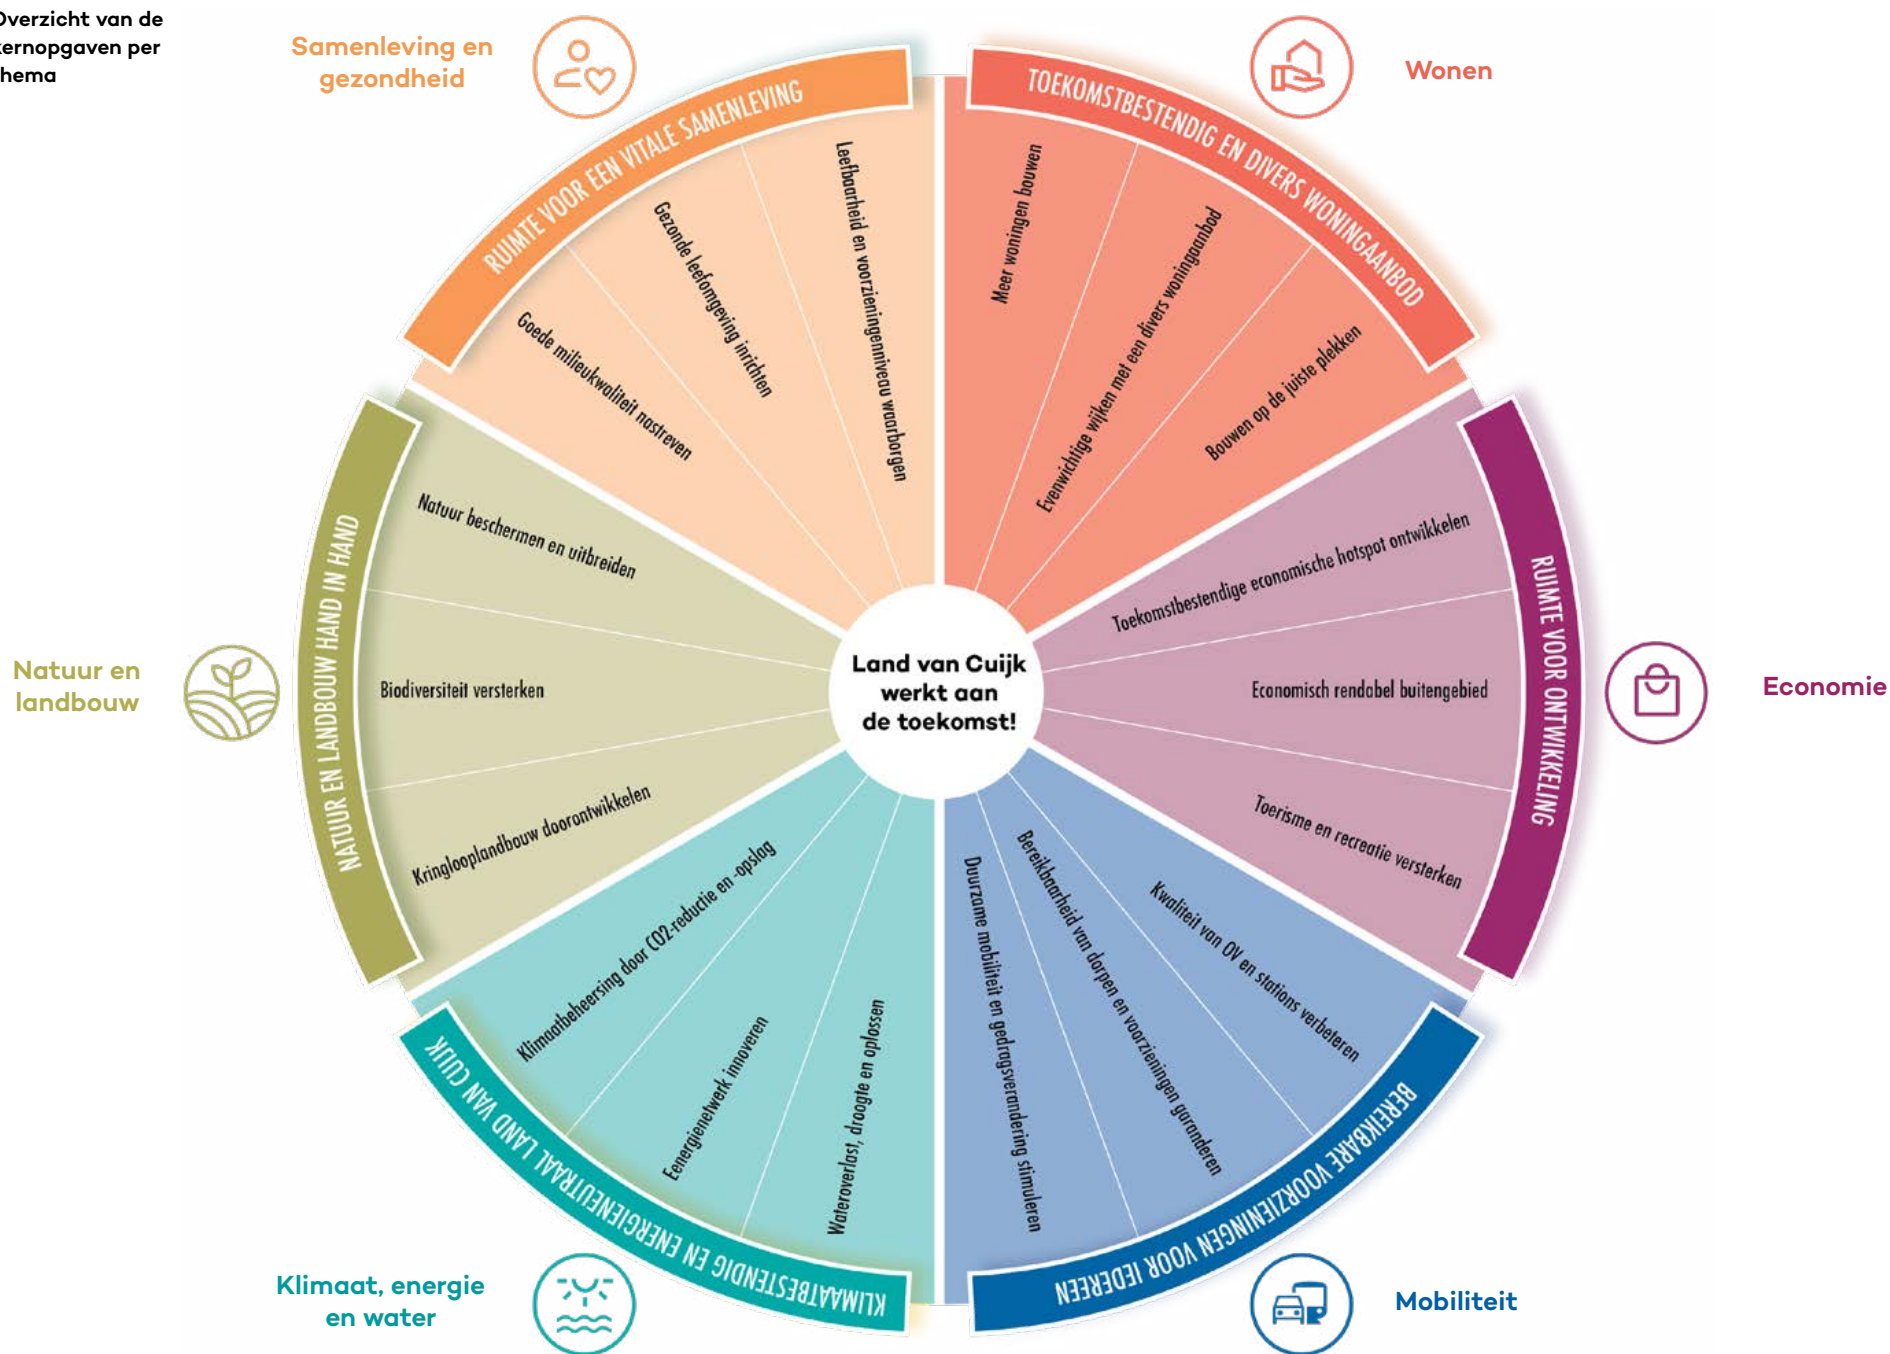 Overzicht van de
kernopgaven per
thema
Samenleving en
gezondheid
Wonen
RUIMTE VOOR EEN VITALE SAMENLEVING
Goede milieukwaliteit nastreven
Gezonde leefomgeving inrichten
Leefbaarheid en voorzieningenniveau waarborgen
TOEKOMSTBESTENDIG EN DIVERS WONINGAANBOD
Meer woningen bouwen
Evenwichtige wijken met een divers woningaanbod
Bouwen op de juiste plekken
Economie
RUIMTE VOOR ONTWIKKELING
Toekomstbestendige economische hotspot ontwikkelen
Economisch rendabel buitengebied
Toerisme en recreatie versterken
Land van Cuijk
werkt aan
de toekomst!
Natuur en
landbouw
NATUUR EN LANDBOUW HAND IN HAND
Natuur beschermen en uitbreiden
Biodiversiteit versterken
Kringlooplandbouw doorontwikkelen
Klimaat, energie
en water
KLIMAATBESTENDIG EN ENERGIENEUTRAAL LAND VAN CUIJK
Klimaatbeheersing door CO2-reductie en -opslag
Eenergienetwerk innoveren
Wateroverlast, droogte en oplossen
Mobiliteit
BEREIKBARE VOORZIENINGEN VOOR IEDEREEN
Duurzame mobiliteit en gedragsverandering stimuleren
Bereikbaarheid van dorpen en voorzieningen garanderen
Kwaliteit van OV en stations verbeteren